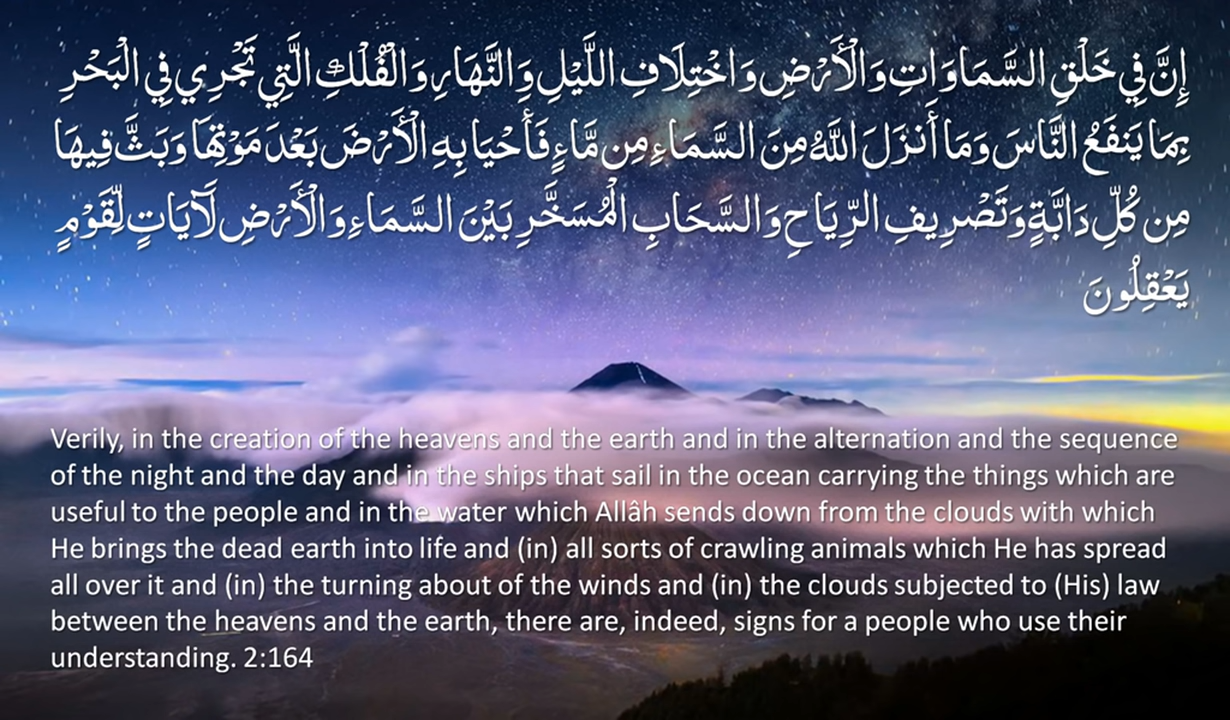 إِنَّ فِي خَلْقِ السَّمَاوَاتِ وَالْأَرْضِ وَاخْتِلَافِ اللَّيْلِ وَالنَّهَارِ وَالْفُلْكِ الَّتِي تَجْرِي فِي الْبَحْرِ
بِمَا يَنفَعُ النَّاسَ وَمَا أَنزَلَ اللَّهُ مِنَ السَّمَاءِ مِن مَّاءٍ فَأَحْيَا بِهِ الْأَرْضَ بَعْدَ مَوْتِهَا وَبَثَّ فِيهَا
مِن كُلِّ دَابَّةٍ وَتَصْرِيفِ الرِّيَاحِ وَالسَّحَابِ الْمُسَخَّرِ بَيْنَ السَّمَاءِ وَالْأَرْضِ لَآيَاتٍ لِّقَوْمٍ
يَعْقِلُونَ
Verily, in the creation of the heavens and the earth and in the alternation and the sequence
of the night and the day and in the ships that sail in the ocean carrying the things which are
useful to the people and in the water which Allâh sends down from the clouds with which
He brings the dead earth into life and (in) all sorts of crawling animals which He has spread
all over it and (in) the turning about of the winds and (in) the clouds subjected to (His) law
between the heavens and the earth, there are, indeed, signs for a people who use their
understanding. 2:164